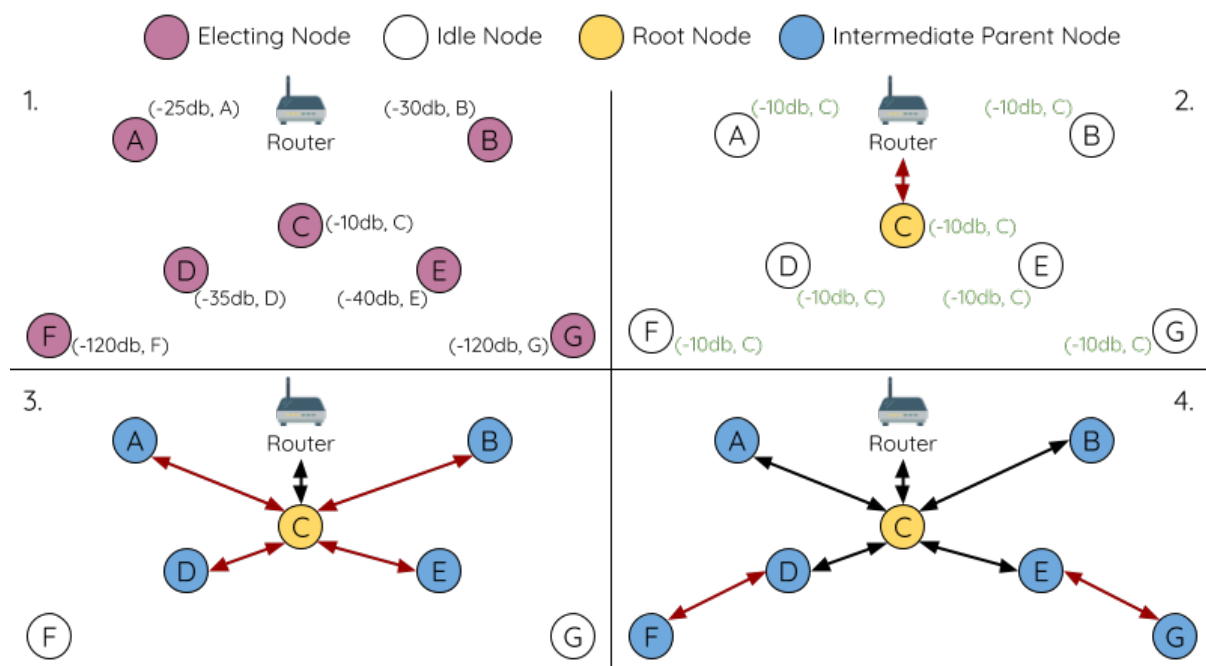 Electing Node
Idle Node
Root Node
Intermediate Parent Node
1.
(-25db, A)
A
Router
(-30db, B)
B
C
(-10db, C)
D
(-35db, D)
E
(-40db, E)
F
(-120db, F)
G
(-120db, G)
2.
(-10db, C)
A
Router
(-10db, C)
B
C
(-10db, C)
D
(-10db, C)
E
(-10db, C)
F
(-10db, C)
G
(-10db, C)
3.
A
Router
B
C
D
E
F
G
4.
A
Router
B
C
D
E
F
G